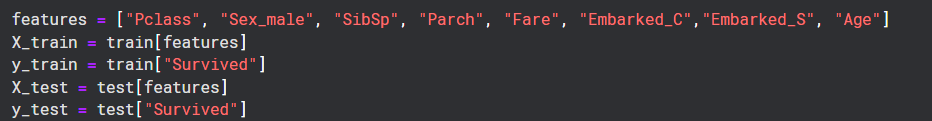 features = ["Pclass", "Sex_male", "SibSp", "Parch", "Fare", "Embarked_C","Embarked_S", "Age"]
X_train = train[features]
y_train = train["Survived"]
X_test = test[features]
y_test = test["Survived"]